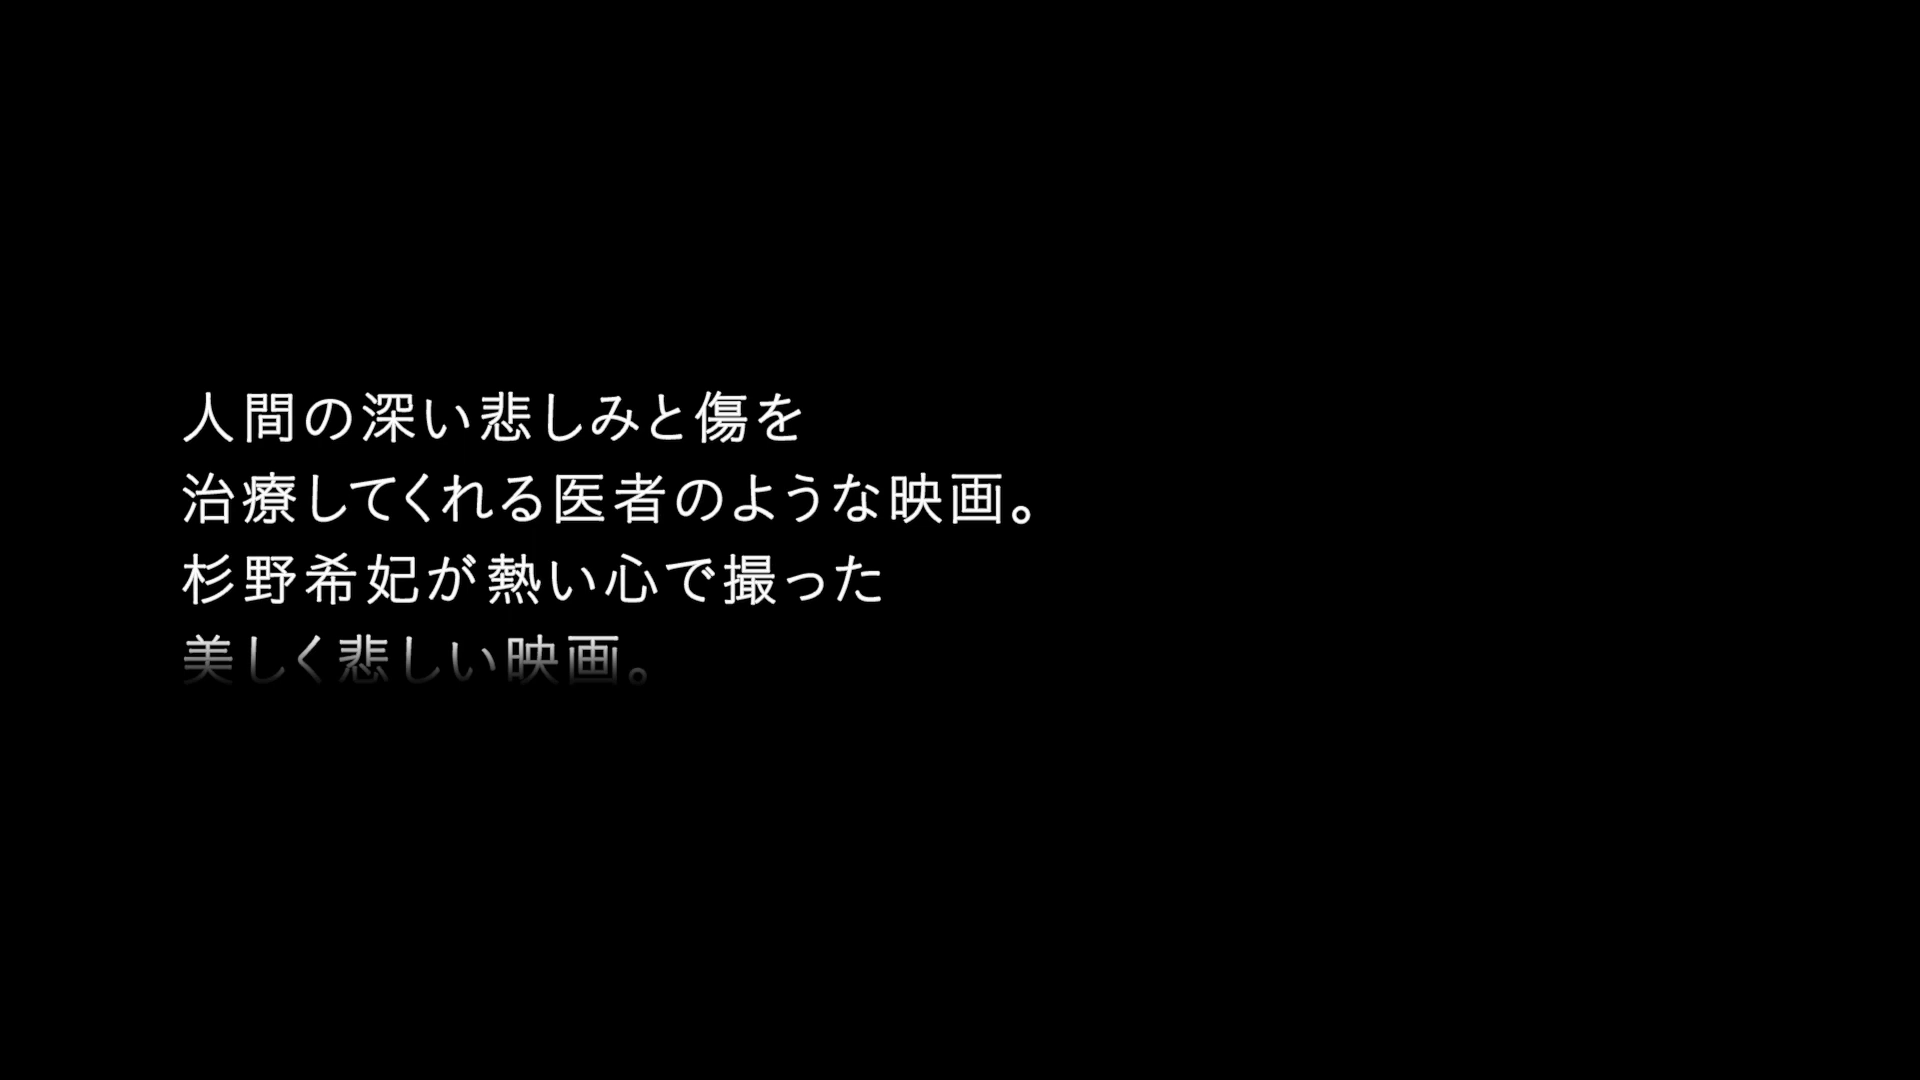 人間の深い悲しみと傷を
治療してくれる医者のような映画。
杉野希妃が熱い心で撮った
美しく悲しい映画。